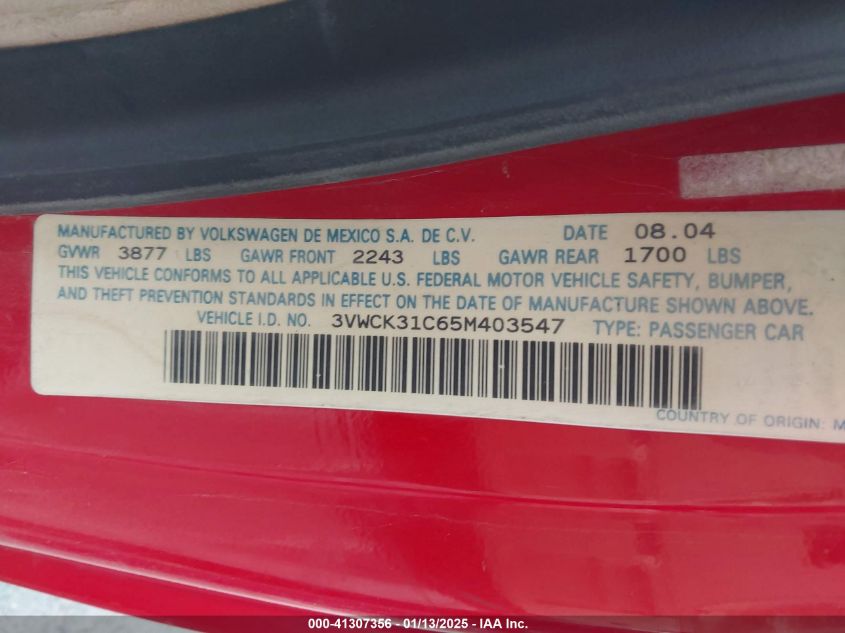 MANUFACTURED BY VOLKSWAGEN DE MEXICO S.A. DE C.V. DATE 08.04
GVWR 3877 LBS GAWR FRONT 2243 LBS GAWR REAR 1700 LBS
THIS VEHICLE CONFORMS TO ALL APPLICABLE U.S. FEDERAL MOTOR VEHICLE SAFETY, BUMPER,
AND THEFT PREVENTION STANDARDS IN EFFECT ON THE DATE OF MANUFACTURE SHOWN ABOVE.
VEHICLE I.D. NO. 3VWCK31C65M403547 TYPE: PASSENGER CAR
COUNTRY OF ORIGIN: M
000-41307356 - 01/13/2025 - IAA Inc.